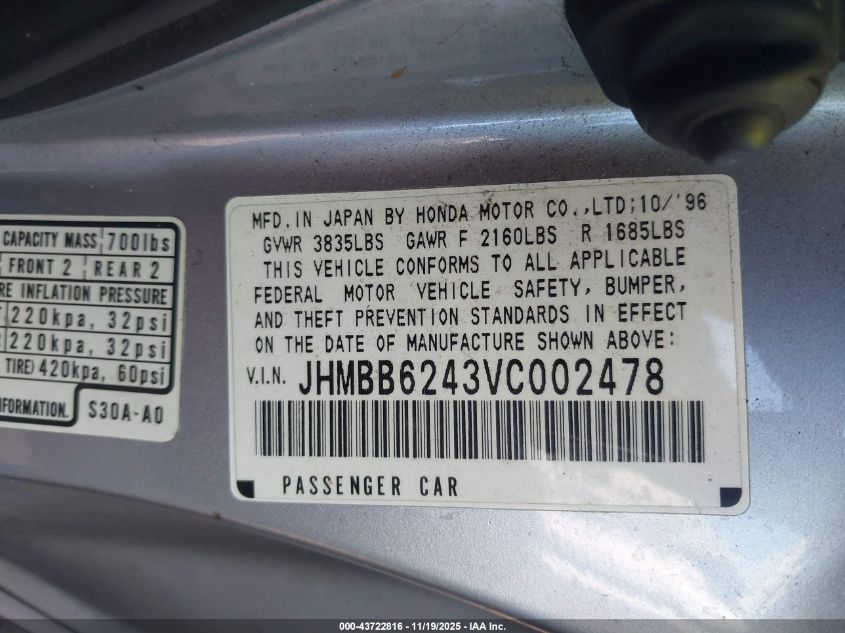 CAPACITY MASS 700lbs
FRONT 2 REAR 2
RE INFLATION PRESSURE
220kpa, 32psi
220kpa, 32psi
TIRE) 420kpa, 60psi
NFORMATION. S30A-A0
MFD. IN JAPAN BY HONDA MOTOR CO., LTD; 10/'96
GVWR 3835LBS GAWR F 2160LBS R 1685LBS
THIS VEHICLE CONFORMS TO ALL APPLICABLE
FEDERAL MOTOR VEHICLE SAFETY, BUMPER,
AND THEFT PREVENTION STANDARDS IN EFFECT
ON THE DATE OF MANUFACTURE SHOWN ABOVE:
V.I.N. JHMBB6243VC002478
PASSENGER CAR
000-43722816 - 11/19/2025 - IAA Inc.